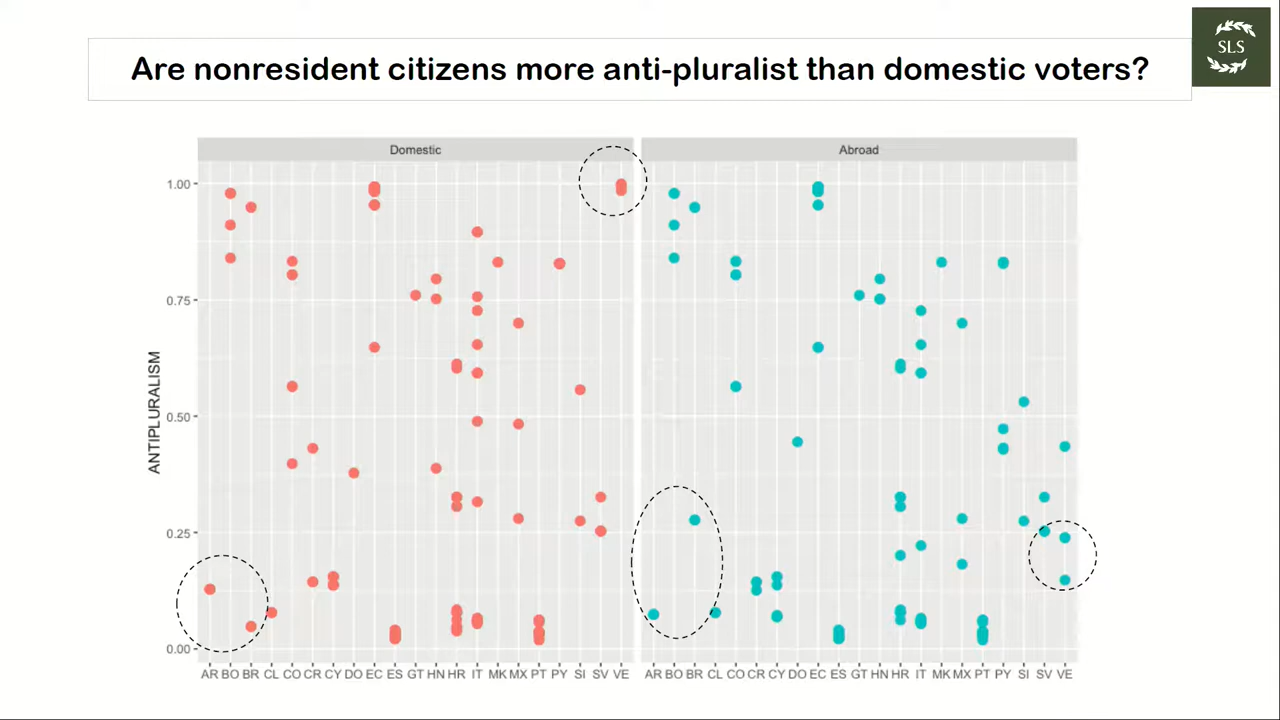 SLS
Are nonresident citizens more anti-pluralist than domestic voters?
Domestic
Abroad
ANTIPLURALISM
1.00
0.75
0.50
0.25
0.00
AR BO BR CL CO CR CY DO EC ES GT HN HR IT MK MX PT PY SI SV VE
AR BO BR CL CO CR CY DO EC ES GT HN HR IT MK MX PT PY SI SV VE